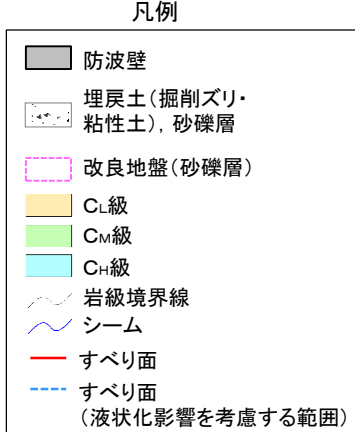 凡例
防波壁
埋戻土(掘削ズリ・
粘性土),砂礫層
改良地盤(砂礫層)
CL級
CM級
CH級
岩級境界線
シーム
すべり面
すべり面
(液状化影響を考慮する範囲)